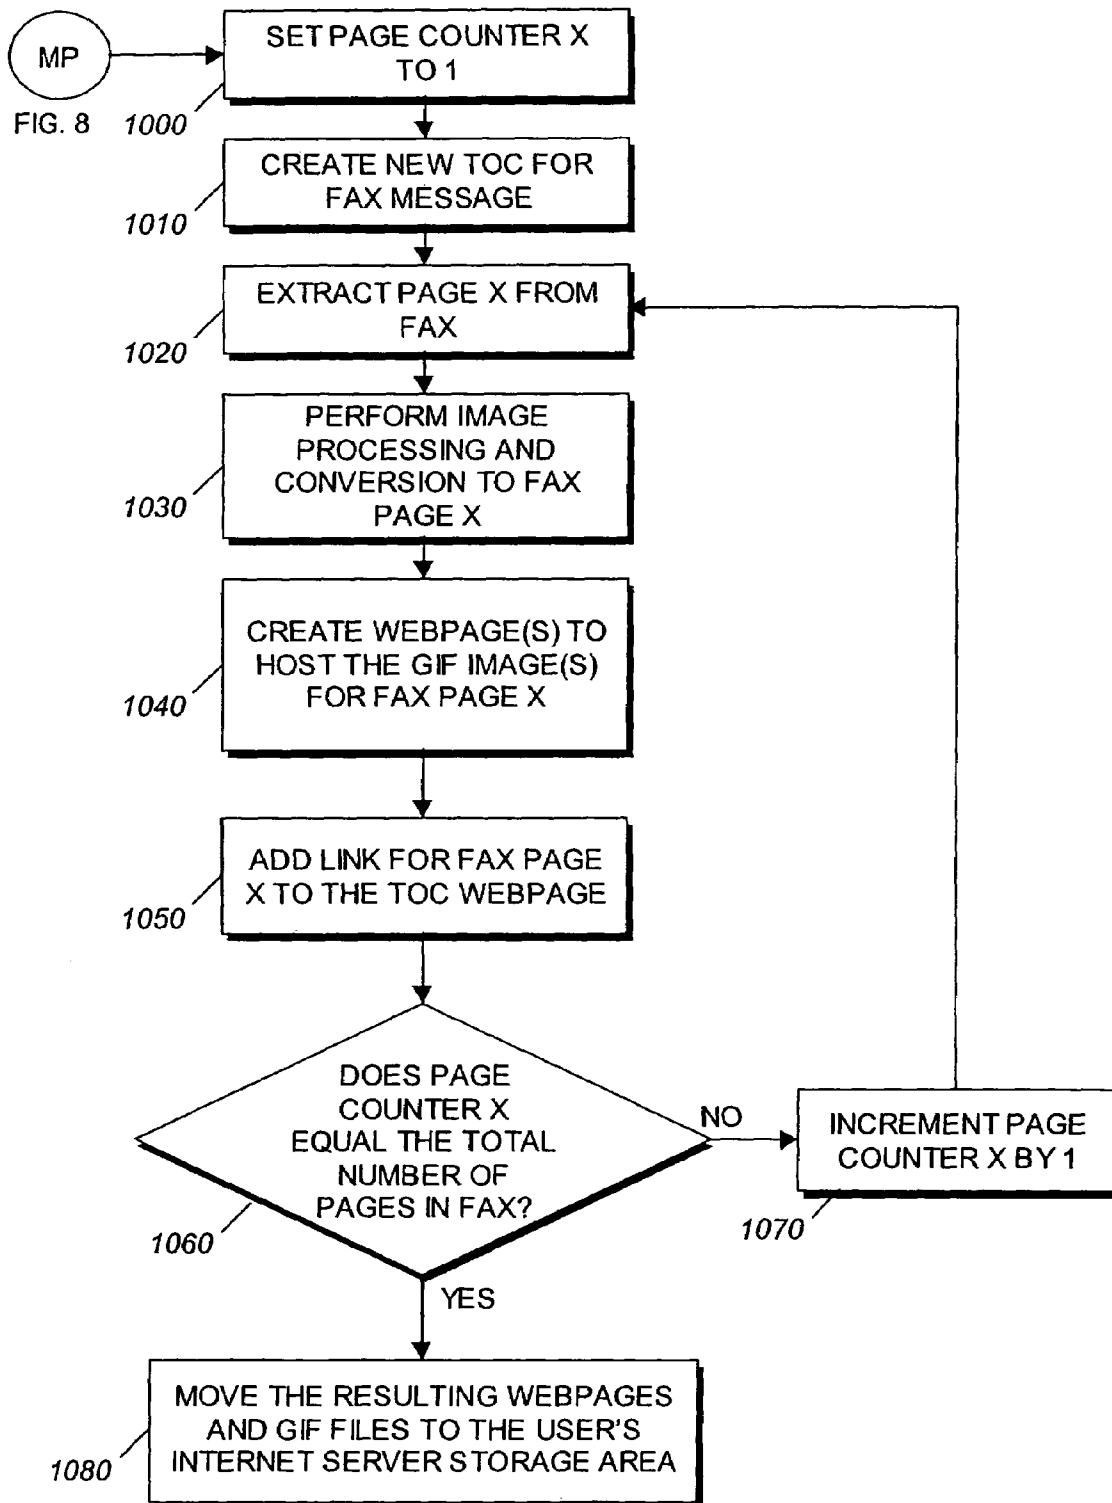 MP
FIG. 8
SET PAGE COUNTER X
TO 1
1000
CREATE NEW TOC FOR
FAX MESSAGE
1010
EXTRACT PAGE X FROM
FAX
1020
PERFORM IMAGE
PROCESSING AND
CONVERSION TO FAX
PAGE X
1030
CREATE WEBPAGE(S) TO
HOST THE GIF IMAGE(S)
FOR FAX PAGE X
1040
ADD LINK FOR FAX PAGE
X TO THE TOC WEBPAGE
1050
DOES PAGE
COUNTER X
EQUAL THE TOTAL
NUMBER OF
PAGES IN FAX?
1060
NO
INCREMENT PAGE
COUNTER X BY 1
1070
YES
MOVE THE RESULTING WEBPAGES
AND GIF FILES TO THE USER'S
INTERNET SERVER STORAGE AREA
1080